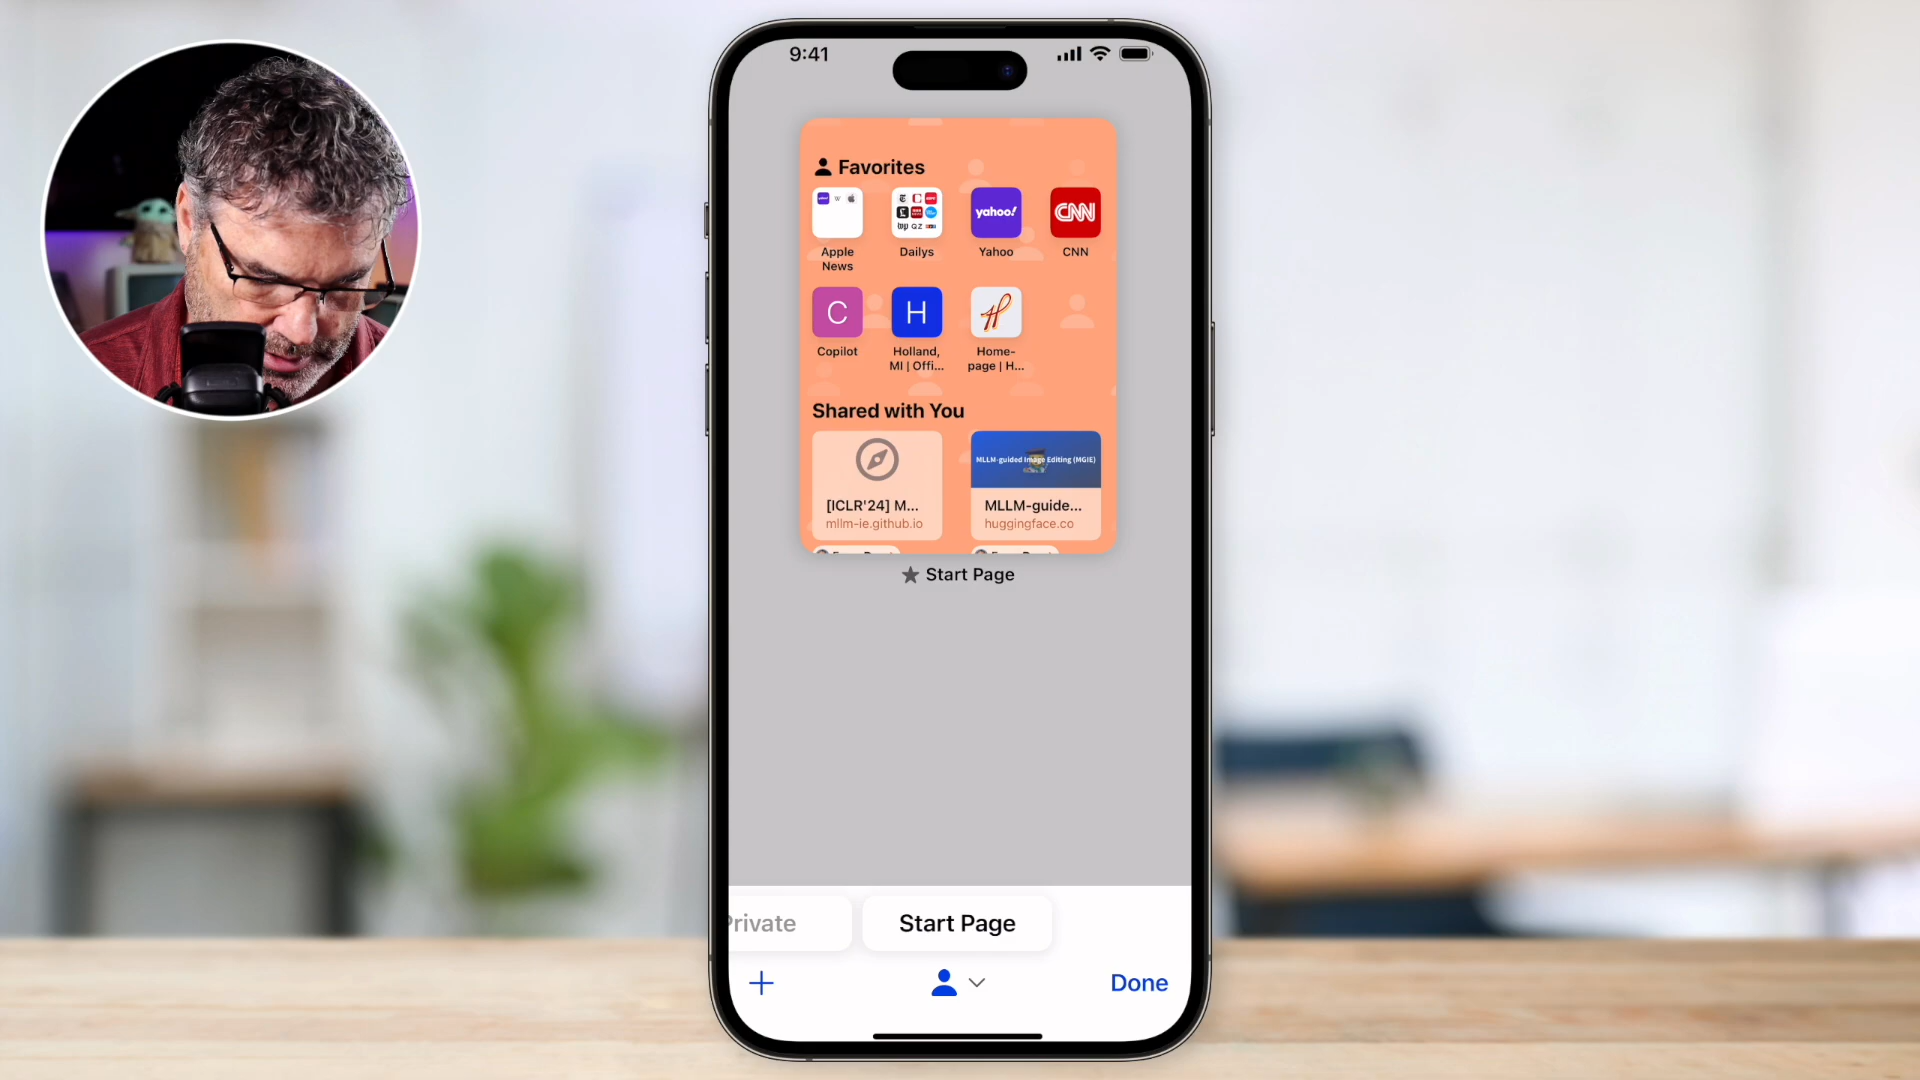 9:41
Favorites
yahoo!
CNN
Apple
News
Dailys
Yahoo
CNN
C
H
H
Copilot
Holland,
MI | Offi...
Home-
page | H...
Shared with You
MLLM-guided Image Editing (MGIE)
[ICLR'24] M...
mllm-ie.github.io
MLLM-guide...
huggingface.co
Start Page
Private
Start Page
Done